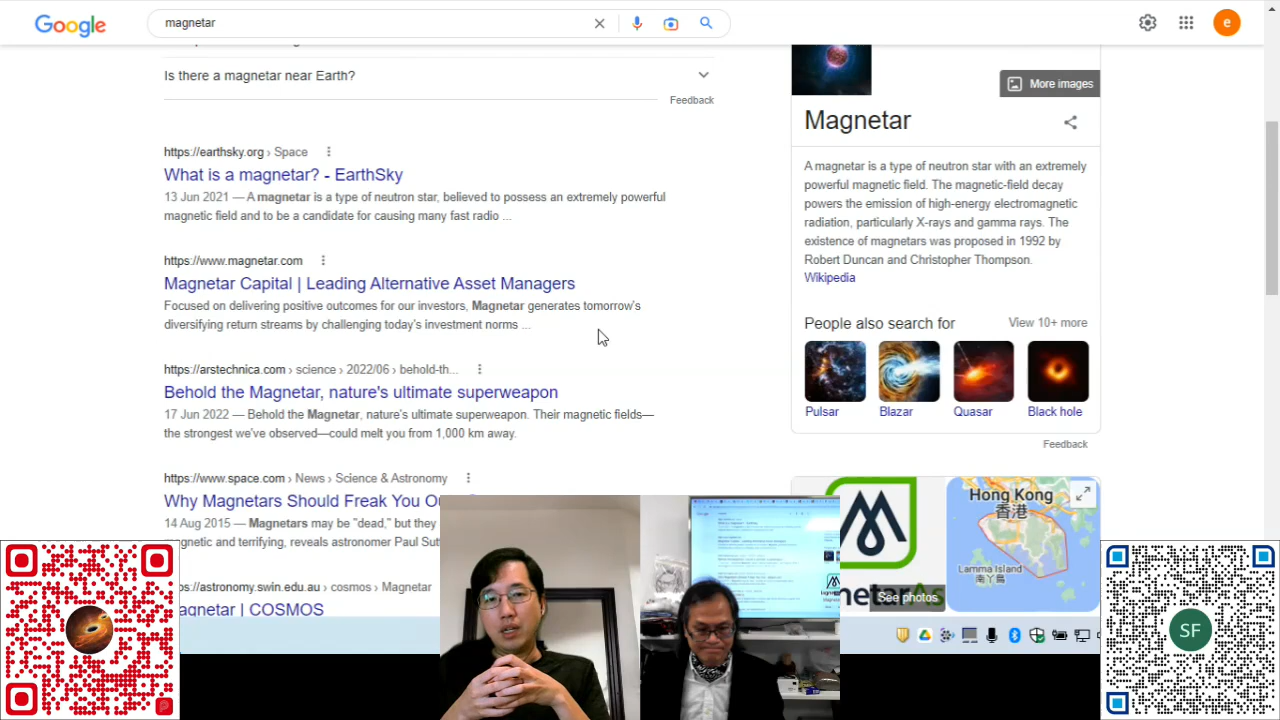 Google
magnetar
e
Is there a magnetar near Earth?
Feedback
https://earthsky.org › Space
What is a magnetar? - EarthSky
13 Jun 2021 — A magnetar is a type of neutron star, believed to possess an extremely powerful
magnetic field and to be a candidate for causing many fast radio ...
https://www.magnetar.com
Magnetar Capital | Leading Alternative Asset Managers
Focused on delivering positive outcomes for our investors, Magnetar generates tomorrow's
diversifying return streams by challenging today's investment norms ...
https://arstechnica.com › science › 2022/06 › behold-th...
Behold the Magnetar, nature's ultimate superweapon
17 Jun 2022 — Behold the Magnetar, nature's ultimate superweapon. Their magnetic fields—
the strongest we've observed—could melt you from 1,000 km away.
https://www.space.com › News › Science & Astronomy
Why Magnetars Should Freak You
14 Aug 2015 — Magnetars may be "dead," but they
agnetic and terrifying, reveals astronomer Paul Sutt
astronomy.swin.edu.au › cosmos › Magnetar
agnetar | COSMOS
More images
Magnetar
A magnetar is a type of neutron star with an extremely
powerful magnetic field. The magnetic-field decay
powers the emission of high-energy electromagnetic
radiation, particularly X-rays and gamma rays. The
existence of magnetars was proposed in 1992 by
Robert Duncan and Christopher Thompson.
Wikipedia
People also search for
View 10+ more
Pulsar
Blazar
Quasar
Black hole
Feedback
Hong Kong
香港
Lamma Island
南丫島
See photos
SF